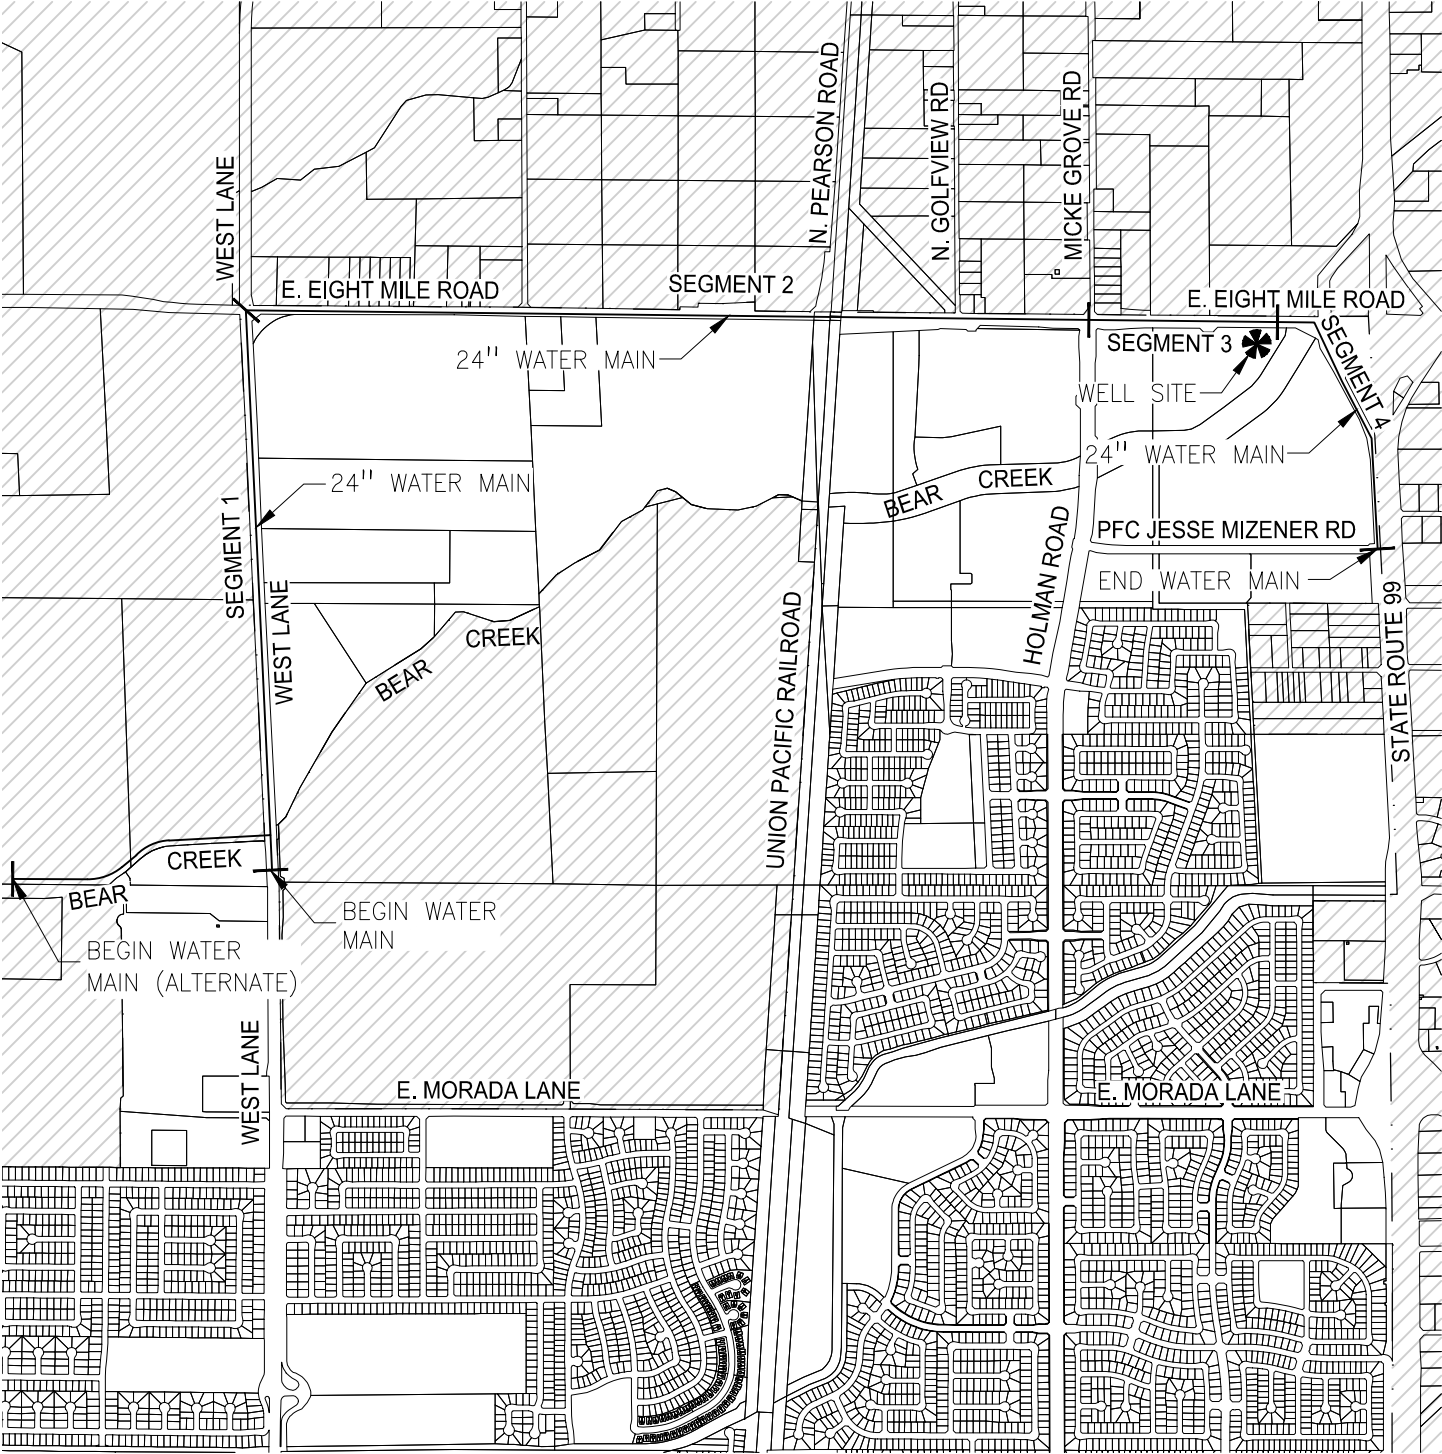 N. PEARSON ROAD
N. GOLFVIEW RD
MICKE GROVE RD
WEST LANE
E. EIGHT MILE ROAD
SEGMENT 2
E. EIGHT MILE ROAD
24" WATER MAIN
SEGMENT 3
SEGMENT 4
WELL SITE
24" WATER MAIN
24" WATER MAIN
BEAR
CREEK
SEGMENT 1
PFC JESSE MIZENER RD
HOLMAN ROAD
END WATER MAIN
WEST LANE
BEAR
CREEK
UNION PACIFIC RAILROAD
STATE ROUTE 99
BEAR
CREEK
BEGIN WATER
MAIN
BEGIN WATER
MAIN (ALTERNATE)
WEST LANE
E. MORADA LANE
E. MORADA LANE